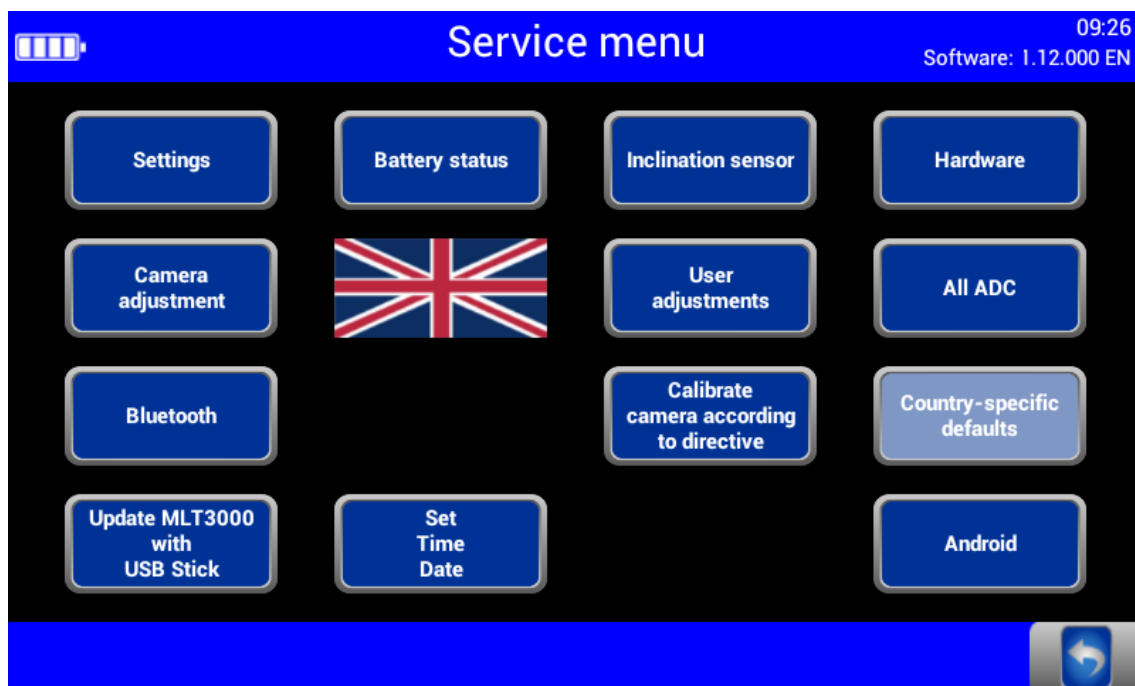 Service menu
09:26
Software: 1.12.000 EN
Settings
Battery status
Inclination sensor
Hardware
Camera
adjustment
User
adjustments
All ADC
Bluetooth
Calibrate
camera according
to directive
Country-specific
defaults
Update MLT3000
with
USB Stick
Set
Time
Date
Android